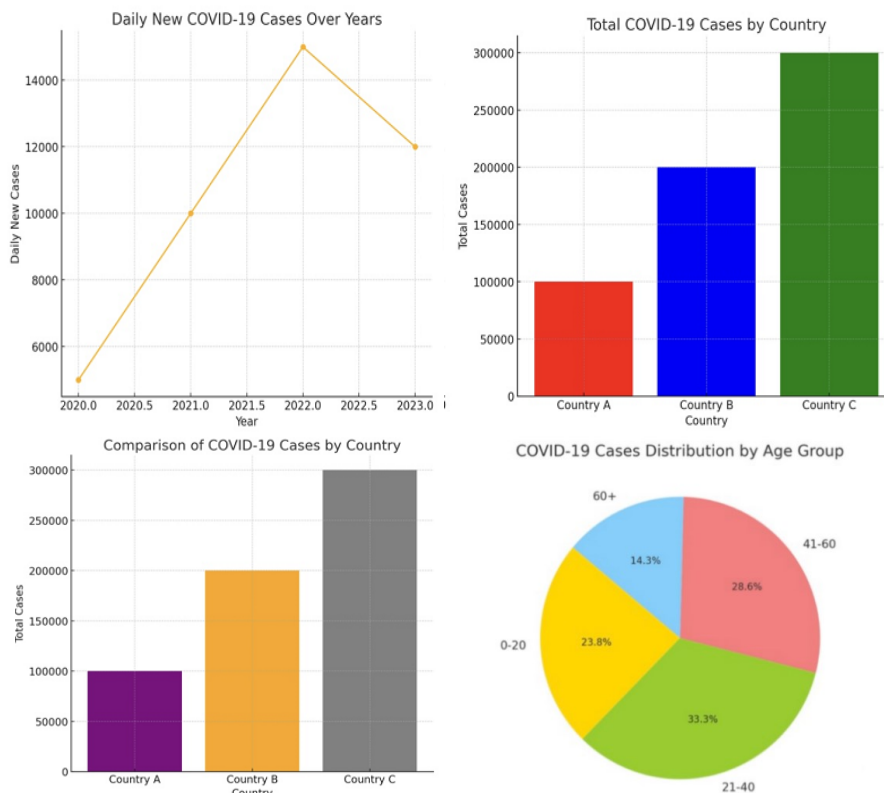 Daily New COVID-19 Cases Over Years
14000
12000
10000
8000
6000
Daily New Cases
2020.0 2020.5 2021.0 2021.5 2022.0 2022.5 2023.0
Year
Total COVID-19 Cases by Country
300000
250000
200000
150000
100000
50000
0
Total Cases
Country A Country B Country C
Country
Comparison of COVID-19 Cases by Country
300000
250000
200000
150000
100000
50000
0
Total Cases
Country A Country B Country C
Country
COVID-19 Cases Distribution by Age Group
60+
41-60
14.3%
28.6%
0-20
23.8%
33.3%
21-40